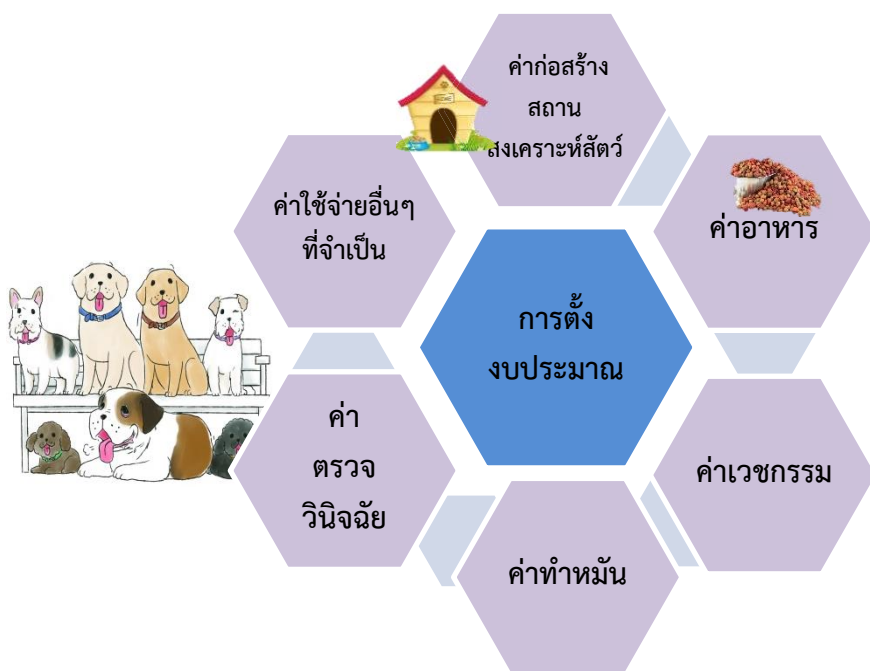 ค่าก่อสร้าง
สถาน
สงเคราะห์สัตว์
HOME
ค่าอาหาร
ค่าเวชกรรม
ค่าทำหมัน
ค่า
ตรวจ
วินิจฉัย
ค่าใช้จ่ายอื่นๆ
ที่จำเป็น
การตั้ง
งบประมาณ